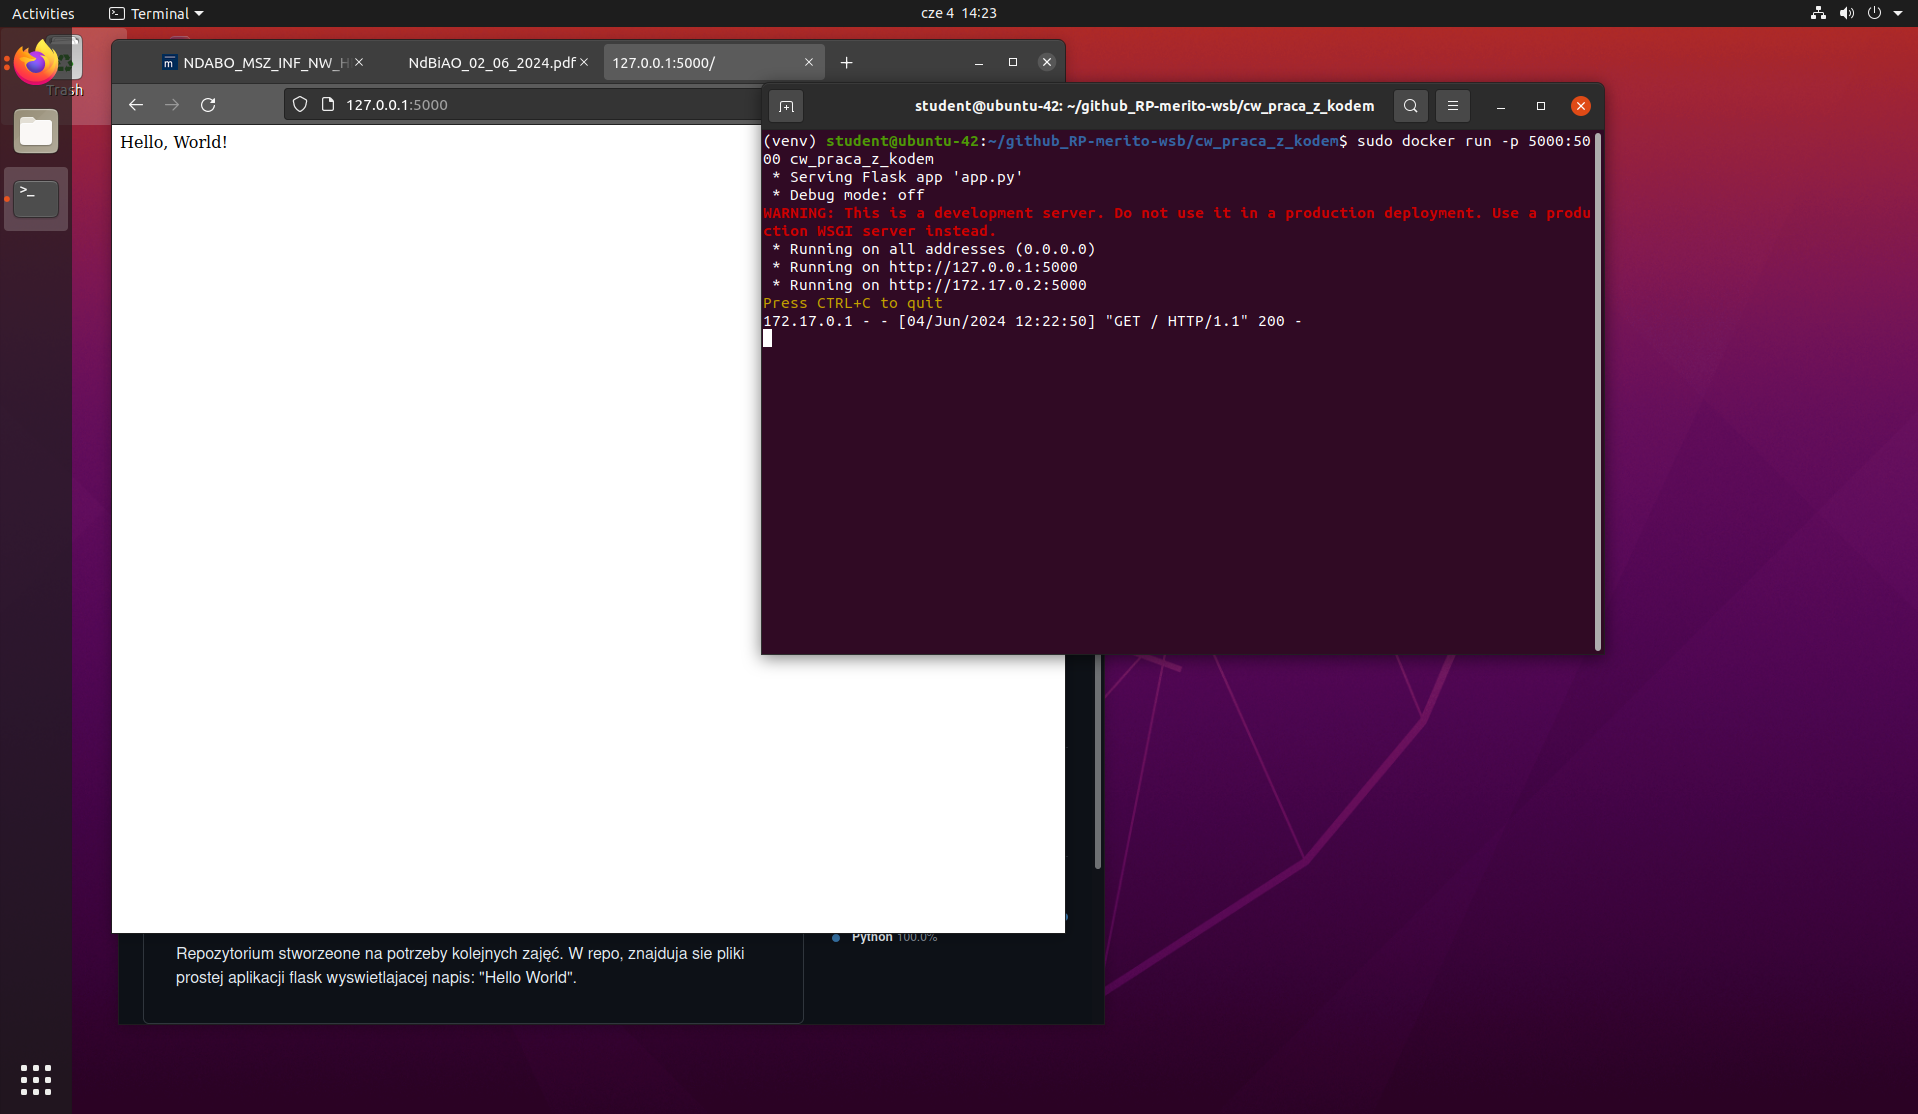 Activities
Terminal
cze 4 14:23
Trash
NDABO_MSZ_INF_NW_H
NdBiAO_02_06_2024.pdf
127.0.0.1:5000/
127.0.0.1:5000
Hello, World!
student@ubuntu-42: ~/github_RP-merito-wsb/cw_praca_z_kodem
(venv) student@ubuntu-42:~/github_RP-merito-wsb/cw_praca_z_kodem$ sudo docker run -p 5000:50
00 cw_praca_z_kodem
* Serving Flask app 'app.py'
* Debug mode: off
WARNING: This is a development server. Do not use it in a production deployment. Use a produ
ction WSGI server instead.
* Running on all addresses (0.0.0.0)
* Running on http://127.0.0.1:5000
* Running on http://172.17.0.2:5000
Press CTRL+C to quit
172.17.0.1 - - [04/Jun/2024 12:22:50] "GET / HTTP/1.1" 200 -
Python 100.0%
Repozytorium stworzeone na potrzeby kolejnych zajęć. W repo, znajduja sie pliki
prostej aplikacji flask wyswietlajacej napis: "Hello World".